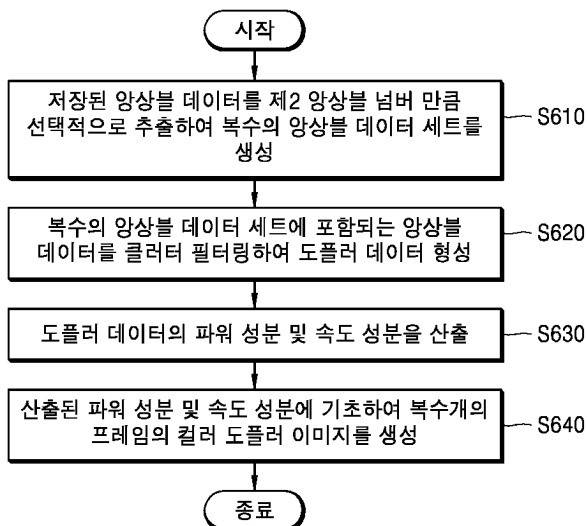 시작
저장된 앙상블 데이터를 제2 앙상블 넘버 만큼
선택적으로 추출하여 복수의 앙상블 데이터 세트를
생성
S610
복수의 앙상블 데이터 세트에 포함되는 앙상블
데이터를 클러터 필터링하여 도플러 데이터 형성
S620
도플러 데이터의 파워 성분 및 속도 성분을 산출
S630
산출된 파워 성분 및 속도 성분에 기초하여 복수개의
프레임의 컬러 도플러 이미지를 생성
S640
종료